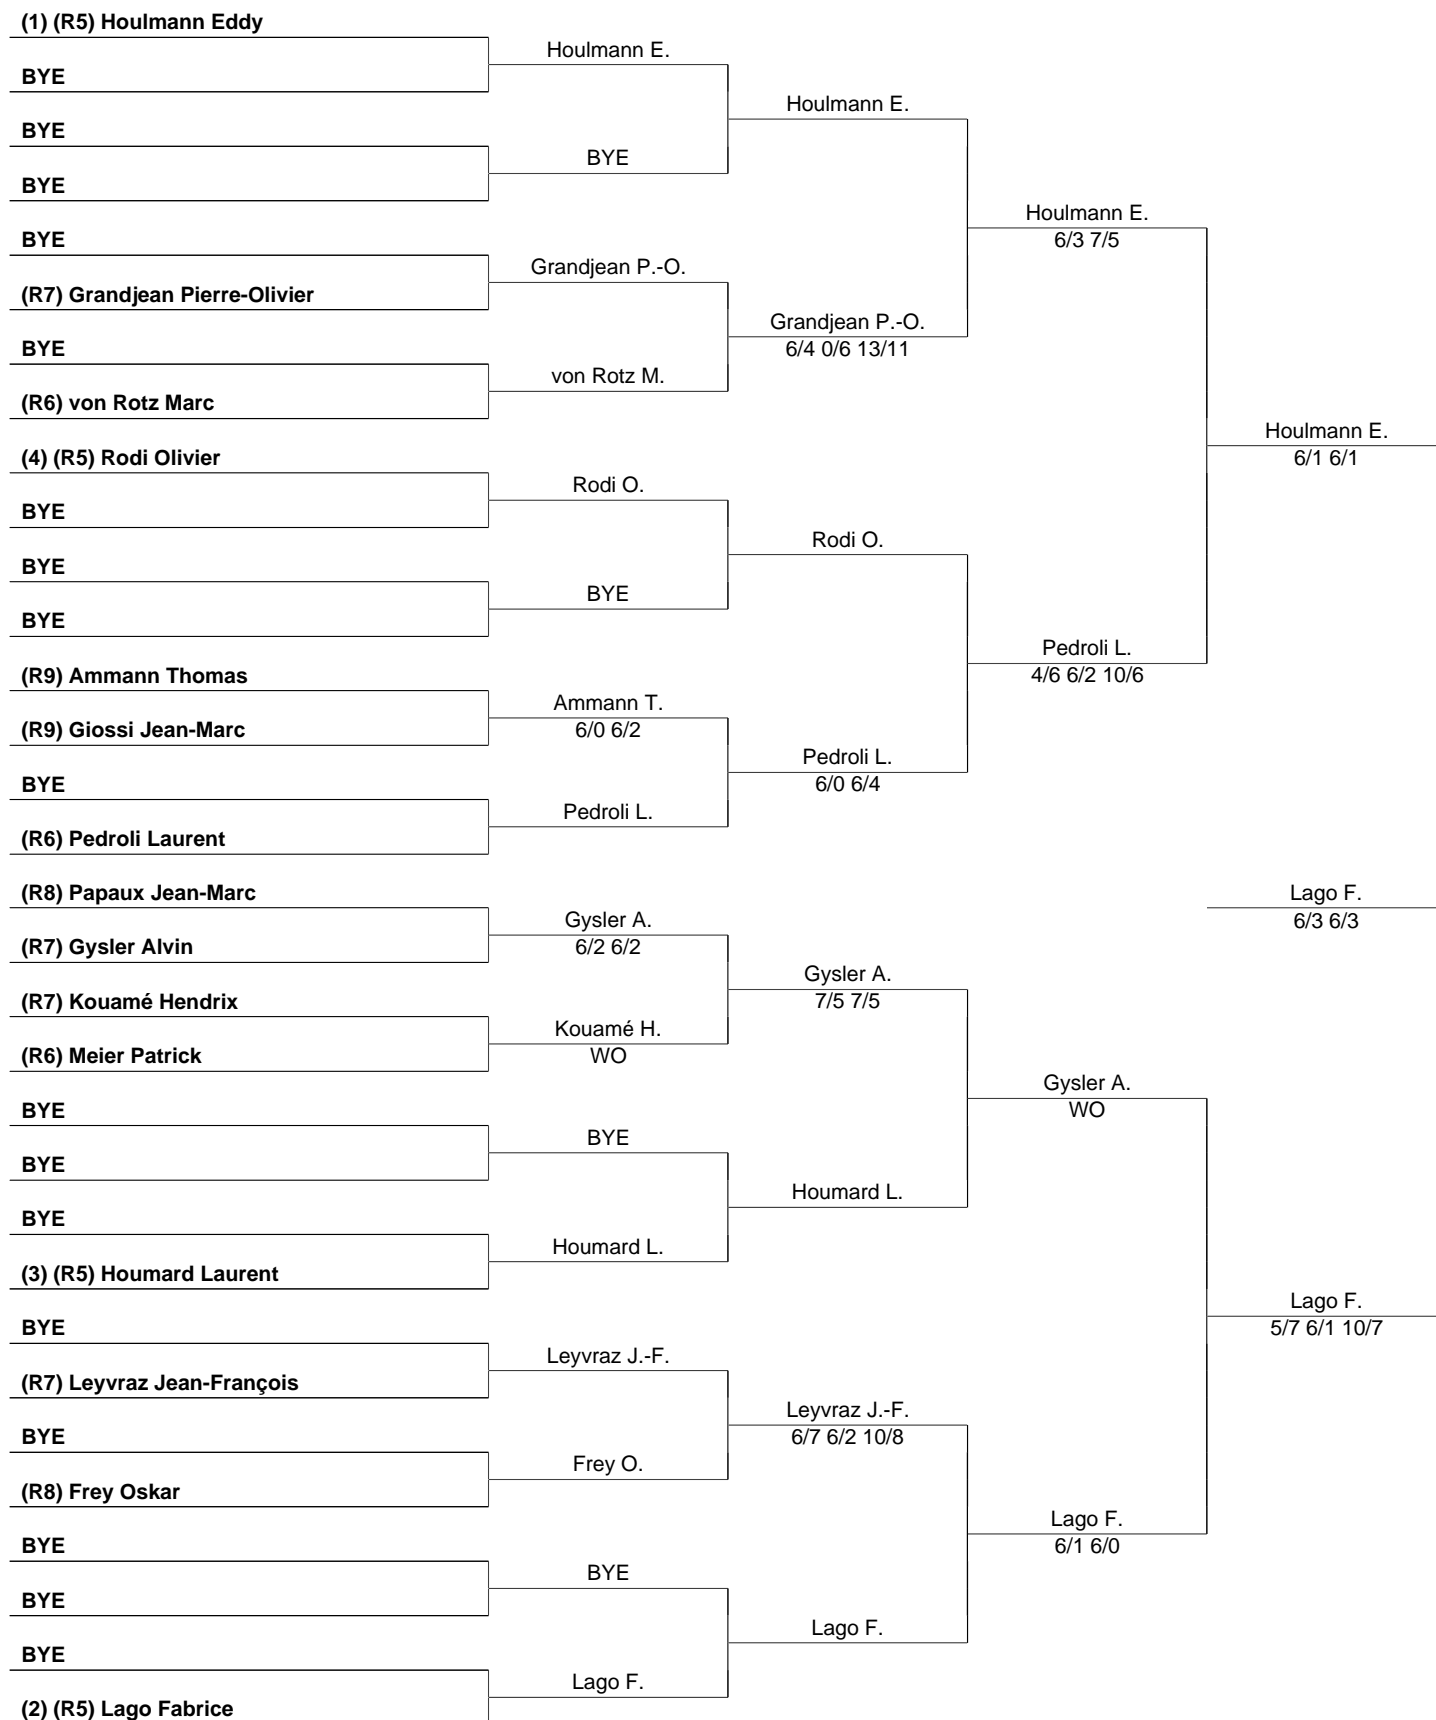 (1) (R5) Houlmann Eddy
BYE
BYE
BYE
BYE
(R7) Grandjean Pierre-Olivier
BYE
(R6) von Rotz Marc
(4) (R5) Rodi Olivier
BYE
BYE
BYE
(R9) Ammann Thomas
(R9) Giossi Jean-Marc
BYE
(R6) Pedroli Laurent
(R8) Papaux Jean-Marc
(R7) Gysler Alvin
(R7) Kouamé Hendrix
(R6) Meier Patrick
BYE
BYE
BYE
(3) (R5) Houmard Laurent
BYE
(R7) Leyvraz Jean-François
BYE
(R8) Frey Oskar
BYE
BYE
BYE
(2) (R5) Lago Fabrice
Houlmann E.
BYE
Grandjean P.-O.
von Rotz M.
Rodi O.
BYE
Ammann T.
6/0 6/2
Pedroli L.
Gysler A.
6/2 6/2
Kouamé H.
WO
BYE
Houmard L.
Leyvraz J.-F.
Frey O.
BYE
Lago F.
Houlmann E.
Grandjean P.-O.
6/4 0/6 13/11
Rodi O.
Pedroli L.
6/0 6/4
Gysler A.
7/5 7/5
Houmard L.
Leyvraz J.-F.
6/7 6/2 10/8
Lago F.
Houlmann E.
6/3 7/5
Pedroli L.
4/6 6/2 10/6
Gysler A.
WO
Lago F.
6/1 6/0
Houlmann E.
6/1 6/1
Lago F.
6/3 6/3
Lago F.
5/7 6/1 10/7